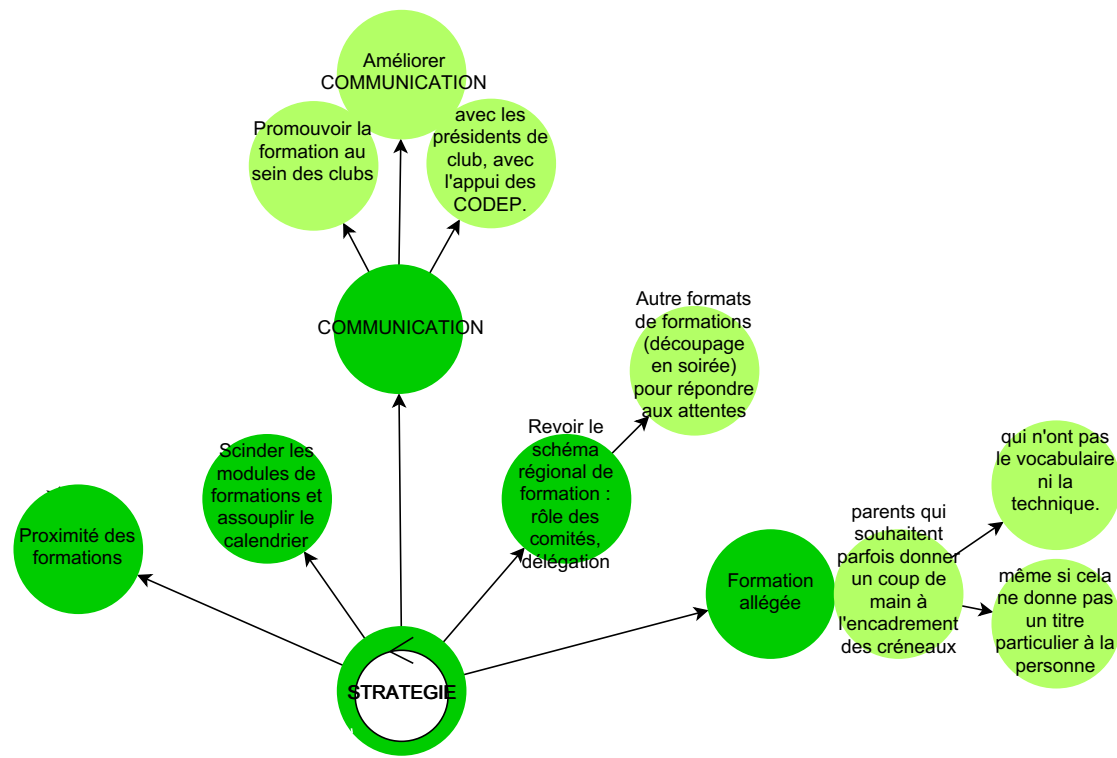 Améliorer
COMMUNICATION
Promouvoir la
formation au
sein des clubs
avec les
présidents de
club, avec
l'appui des
CODEP.
COMMUNICATION
Autre formats
de formations
(découpage
en soirée)
pour répondre
aux attentes
Scinder les
modules de
formations et
assouplir le
calendrier
Revoir le
schéma
régional de
formation :
rôle des
comités,
délégation
Proximité des
formations
Formation
allégée
parents qui
souhaitent
parfois donner
un coup de
main à
l'encadrement
des créneaux
qui n'ont pas
le vocabulaire
ni la
technique.
même si cela
ne donne pas
un titre
particulier à la
personne
STRATEGIE